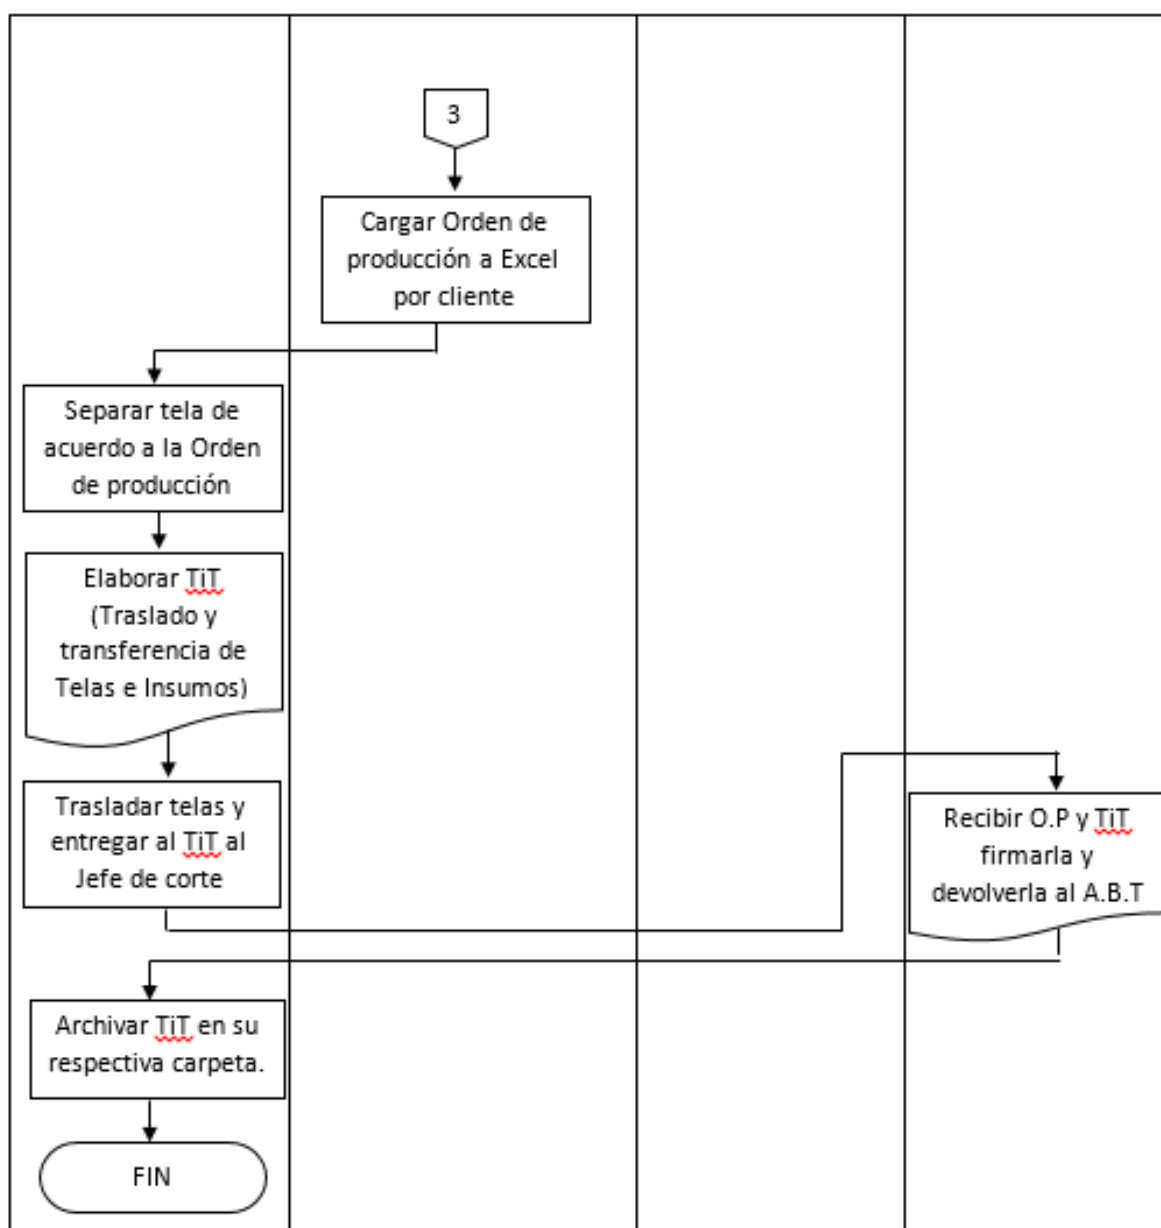 3
Cargar Orden de
producción a Excel
por cliente
Separar tela de
acuerdo a la Orden
de producción
Elaborar TiT
(Traslado y
transferencia de
Telas e Insumos)
Trasladar telas y
entregar al TiT al
Jefe de corte
Recibir O.P y TiT
firmarla y
devolverla al A.B.T
Archivar TiT en su
respectiva carpeta.
FIN